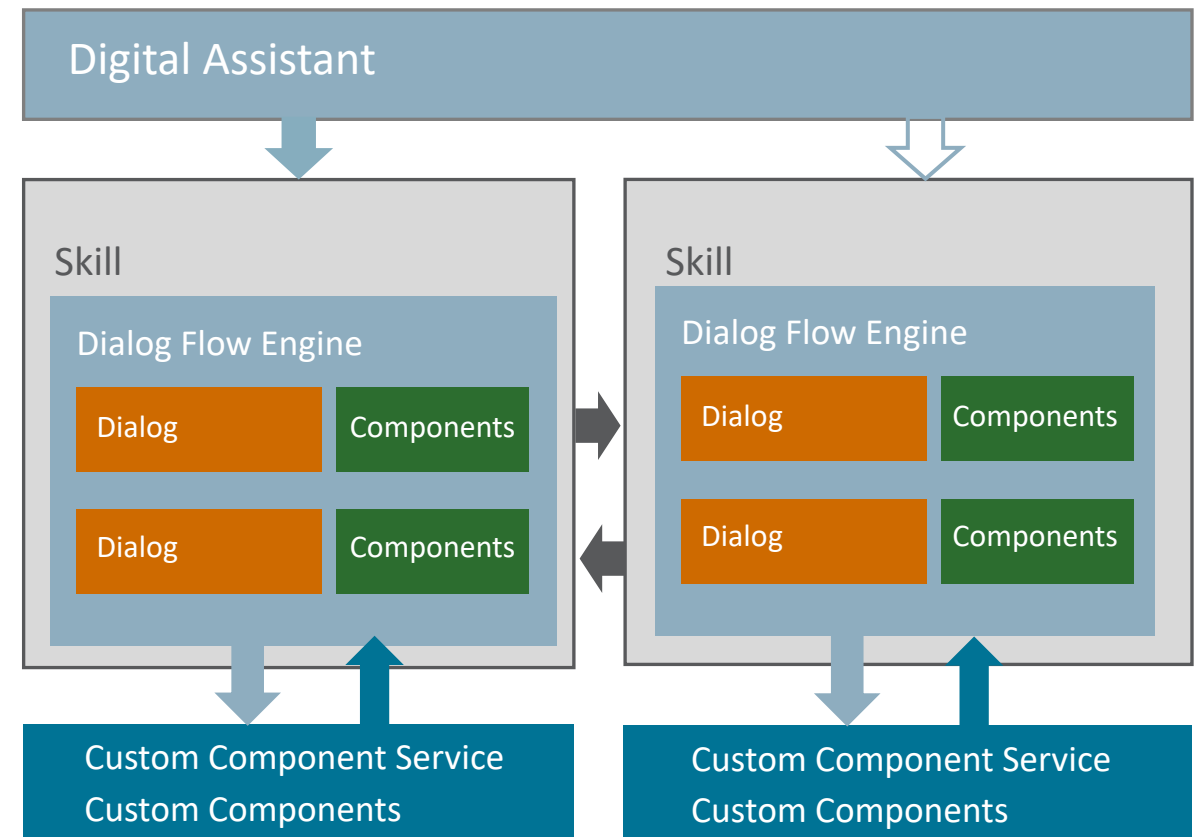 Digital Assistant
Skill
Dialog Flow Engine
Dialog
Components
Dialog
Components
Custom Component Service
Custom Components
Skill
Dialog Flow Engine
Dialog
Components
Dialog
Components
Custom Component Service
Custom Components